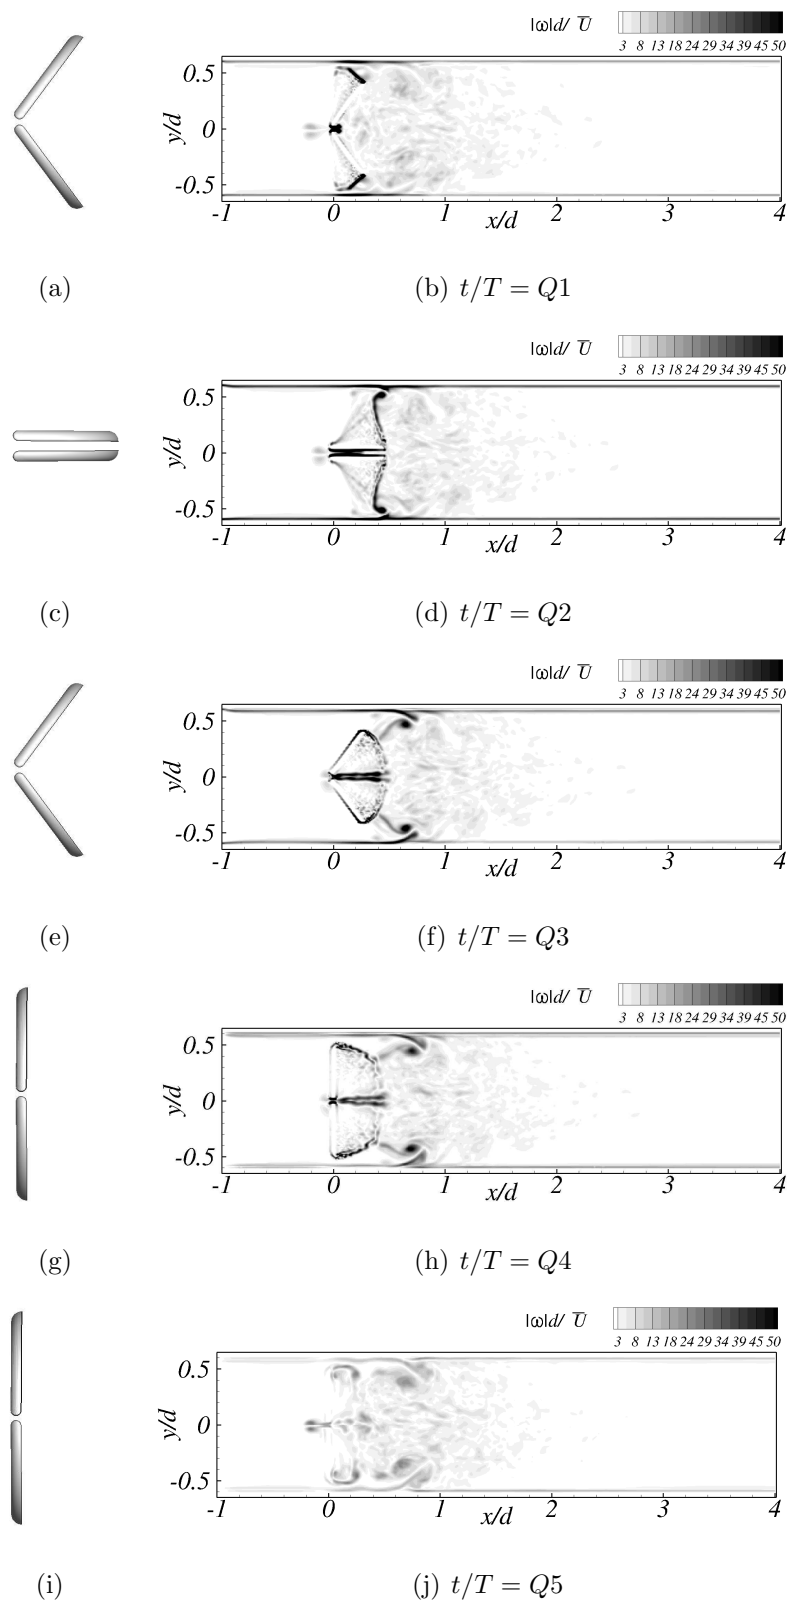 |ω|d/ U̅
3 8 13 18 24 29 34 39 45 50
y/d
0.5
0
-0.5
-1 0 1 2 3 4
x/d
(a) (b) t/T = Q1
|ω|d/ U̅
3 8 13 18 24 29 34 39 45 50
y/d
0.5
0
-0.5
-1 0 1 2 3 4
x/d
(c) (d) t/T = Q2
|ω|d/ U̅
3 8 13 18 24 29 34 39 45 50
y/d
0.5
0
-0.5
-1 0 1 2 3 4
x/d
(e) (f) t/T = Q3
|ω|d/ U̅
3 8 13 18 24 29 34 39 45 50
y/d
0.5
0
-0.5
-1 0 1 2 3 4
x/d
(g) (h) t/T = Q4
|ω|d/ U̅
3 8 13 18 24 29 34 39 45 50
y/d
0.5
0
-0.5
-1 0 1 2 3 4
x/d
(i) (j) t/T = Q5